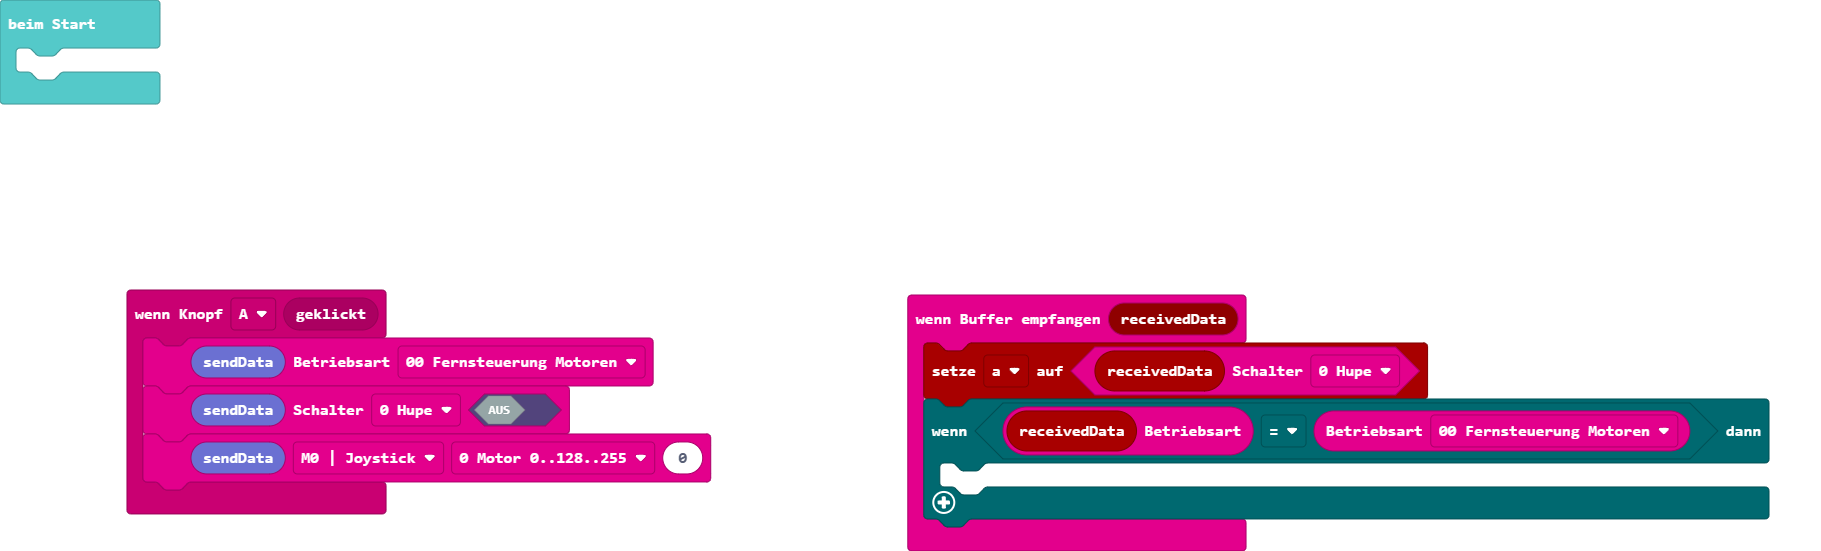 beim Start
wenn Knopf A geklickt
sendData Betriebsart 00 Fernsteuerung Motoren
sendData Schalter 0 Hupe AUS
sendData M0 | Joystick 0 Motor 0..128..255 0
wenn Buffer empfangen receivedData
setze a auf receivedData Schalter 0 Hupe
wenn receivedData Betriebsart = Betriebsart 00 Fernsteuerung Motoren dann